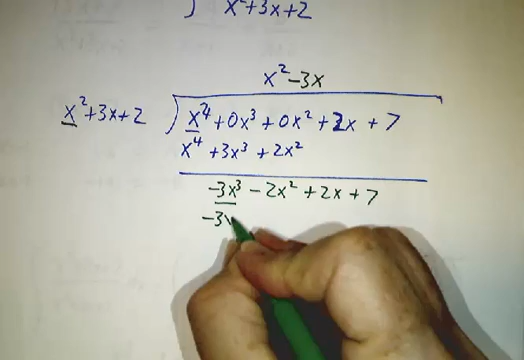 ) x²+3x+2
x²-3x
x²+3x+2 ) x⁴+0x³+0x²+2x+7
x⁴+3x³+2x²
-3x³-2x²+2x+7
-3x